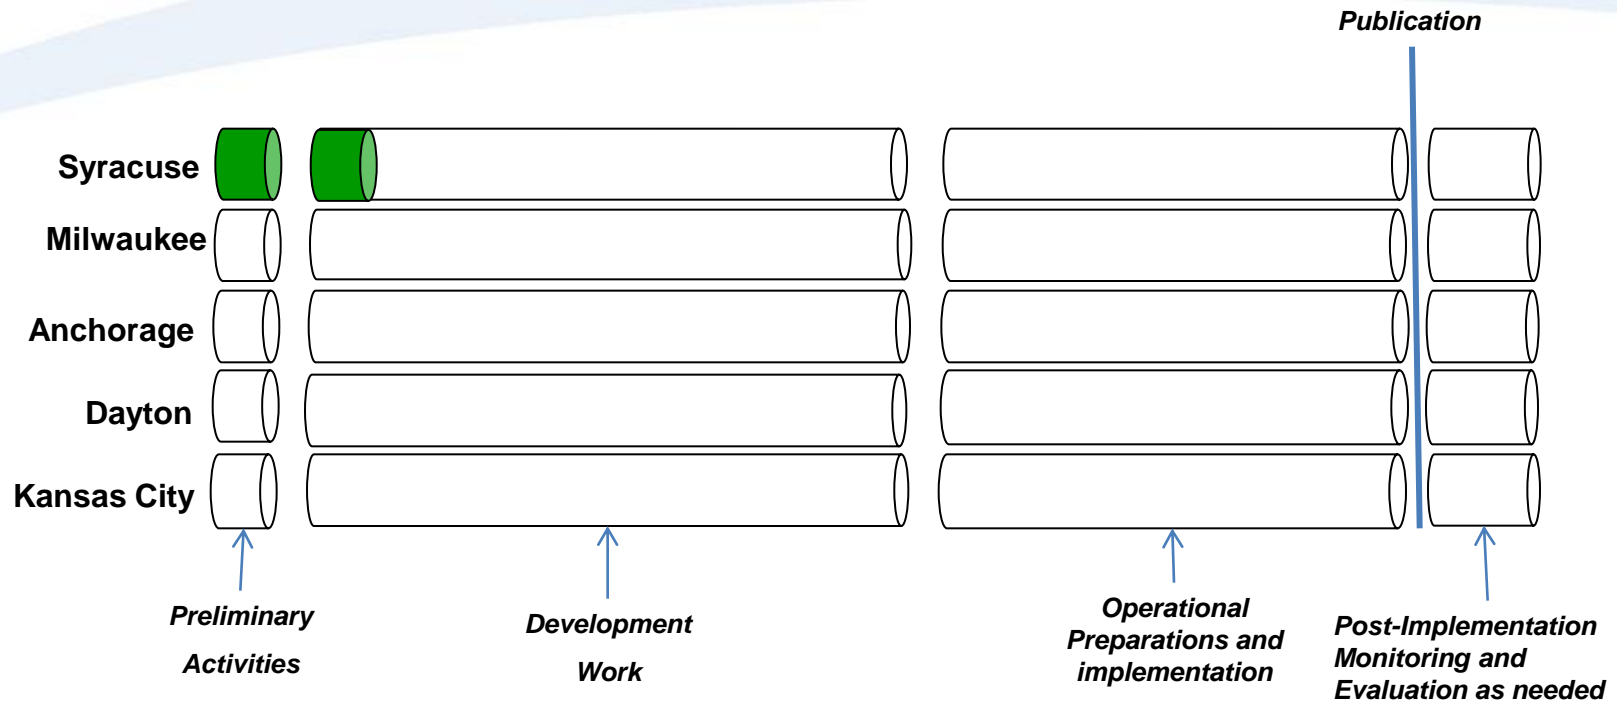 Publication
Syracuse
Milwaukee
Anchorage
Dayton
Kansas City
Preliminary
Activities
Development
Work
Operational
Preparations and
implementation
Post-Implementation
Monitoring and
Evaluation as needed